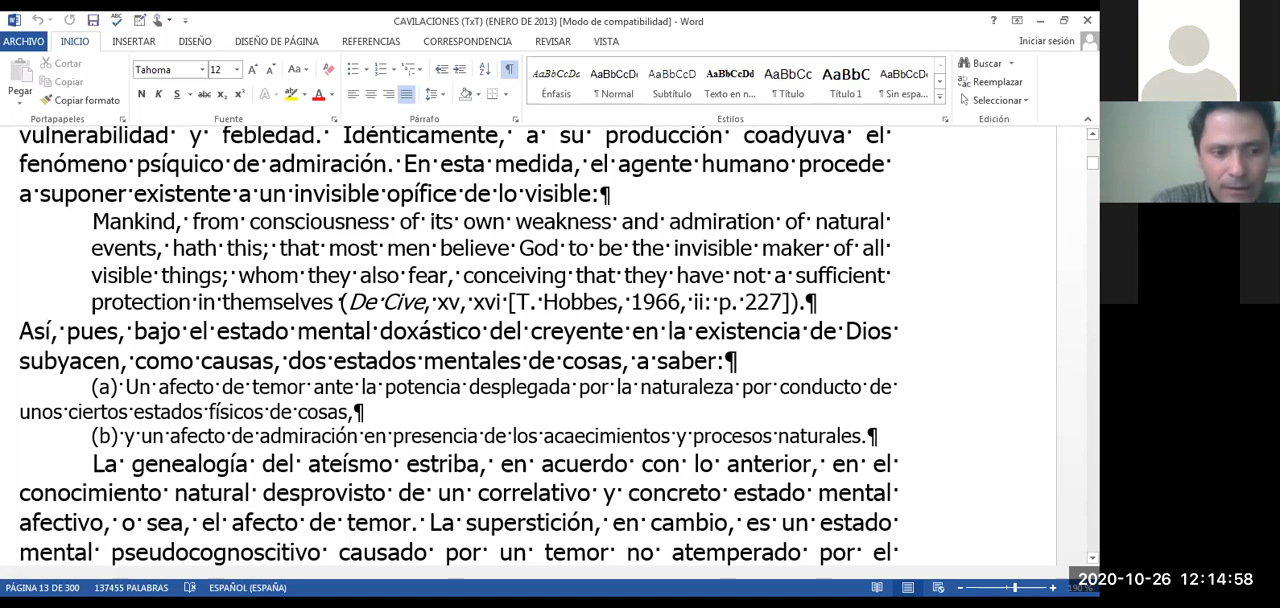 CAVILACIONES (TxT) (ENERO DE 2013) [Modo de compatibilidad] - Word
ARCHIVO INICIO INSERTAR DISEÑO DISEÑO DE PÁGINA REFERENCIAS CORRESPONDENCIA REVISAR VISTA Iniciar sesión
Pegar
Cortar
Copiar
Copiar formato
Portapapeles
Tahoma 12
N K S abc x₂ x²
Fuente
Párrafo
AaBbCcDc AaBbCcDc AaBbCcD AaBbCcDd AaBbCc AaBbC AaBbCcDc
Énfasis ¶ Normal Subtítulo Texto en n... ¶ Título Título 1 ¶ Sin espa...
Estilos
Buscar
Reemplazar
Seleccionar
Edición
vulnerabilidad y febledad. Idénticamente, a su producción coadyuva el
fenómeno psíquico de admiración. En esta medida, el agente humano procede
a suponer existente a un invisible opífice de lo visible:¶
Mankind, from consciousness of its own weakness and admiration of natural
events, hath this; that most men believe God to be the invisible maker of all
visible things; whom they also fear, conceiving that they have not a sufficient
protection in themselves (De Cive, xv, xvi [T. Hobbes, 1966, ii: p. 227]).¶
Así, pues, bajo el estado mental doxástico del creyente en la existencia de Dios
subyacen, como causas, dos estados mentales de cosas, a saber:¶
(a) Un afecto de temor ante la potencia desplegada por la naturaleza por conducto de
unos ciertos estados físicos de cosas,¶
(b) y un afecto de admiración en presencia de los acaecimientos y procesos naturales.¶
La genealogía del ateísmo estriba, en acuerdo con lo anterior, en el
conocimiento natural desprovisto de un correlativo y concreto estado mental
afectivo, o sea, el afecto de temor. La superstición, en cambio, es un estado
mental pseudocognoscitivo causado por un temor no atemperado por el
PÁGINA 13 DE 300 137455 PALABRAS ESPAÑOL (ESPAÑA) 190 %
2020-10-26 12:14:58